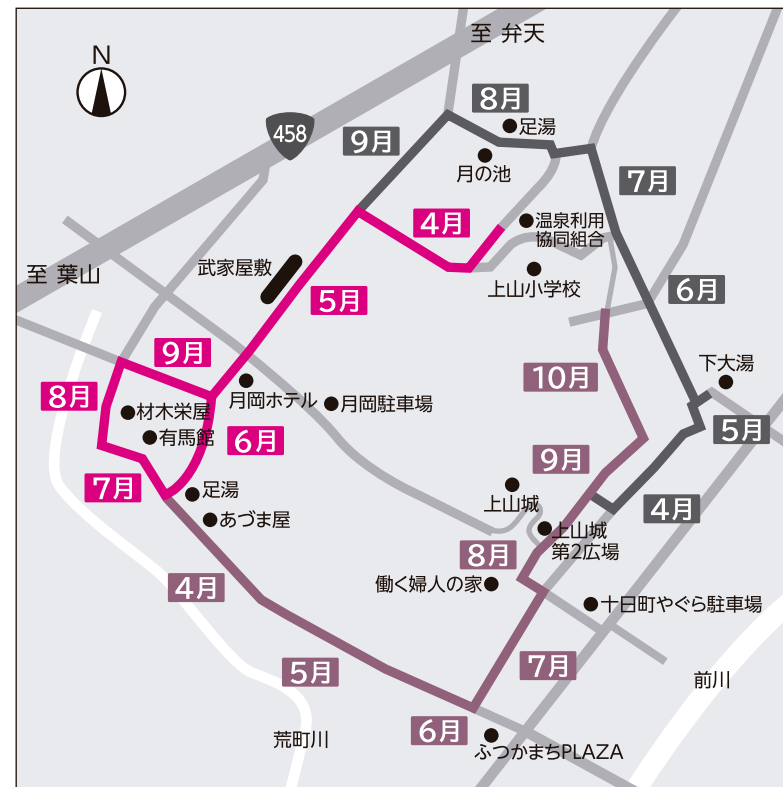 至 弁天
N
8月
458
足湯
9月
月の池
7月
4月
温泉利用
協同組合
武家屋敷
至 葉山
上山小学校
5月
6月
9月
10月
下大湯
8月
月岡ホテル
月岡駐車場
材木栄屋
有馬館
6月
5月
9月
7月
足湯
上山城
4月
あづま屋
上山城
第2広場
8月
働く婦人の家
4月
十日町やぐら駐車場
5月
7月
前川
6月
荒町川
ふつかまちPLAZA